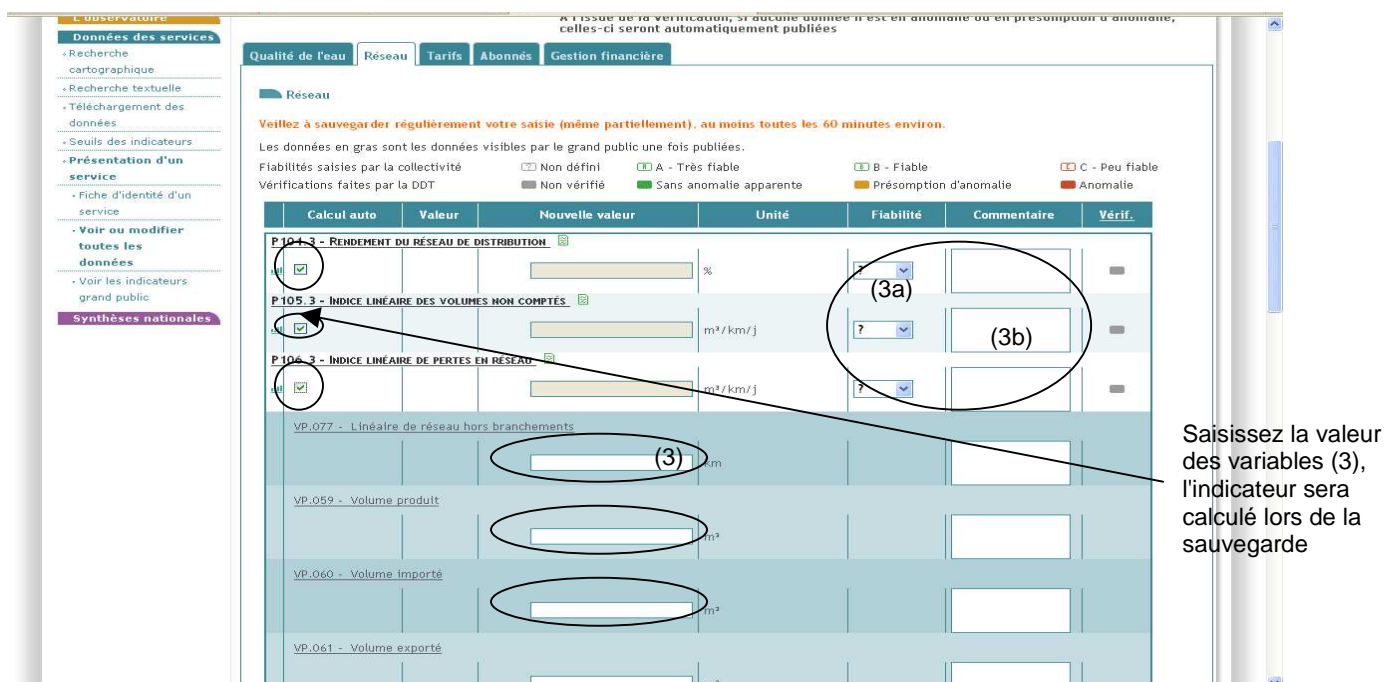 L'observatoire
Données des services
Recherche
cartographique
Recherche textuelle
Téléchargement des
données
Seuils des indicateurs
Présentation d'un
service
Fiche d'identité d'un
service
Voir ou modifier
toutes les
données
Voir les indicateurs
grand public
Synthèses nationales
A l'issue de la vérification, si aucune donnée n'est en anomalie ou en présomption d'anomalie,
celles-ci seront automatiquement publiées
Qualité de l'eau Réseau Tarifs Abonnés Gestion financière
Réseau
Veillez à sauvegarder régulièrement votre saisie (même partiellement), au moins toutes les 60 minutes environ.
Les données en gras sont les données visibles par le grand public une fois publiées.
Fiabilités saisies par la collectivité ? Non défini A A - Très fiable B B - Fiable C C - Peu fiable
Vérifications faites par la DDT Non vérifié Sans anomalie apparente Présomption d'anomalie Anomalie
Calcul auto Valeur Nouvelle valeur Unité Fiabilité Commentaire Vérif.
P104.3 - RENDEMENT DU RÉSEAU DE DISTRIBUTION
% ?
(3a)
P105.3 - INDICE LINÉAIRE DES VOLUMES NON COMPTÉS
m³/km/j ? (3b)
P106.3 - INDICE LINÉAIRE DE PERTES EN RÉSEAU
m³/km/j ?
VP.077 - Linéaire de réseau hors branchements
(3) km
VP.059 - Volume produit
m³
VP.060 - Volume importé
m³
VP.061 - Volume exporté
Saisissez la valeur
des variables (3),
l'indicateur sera
calculé lors de la
sauvegarde